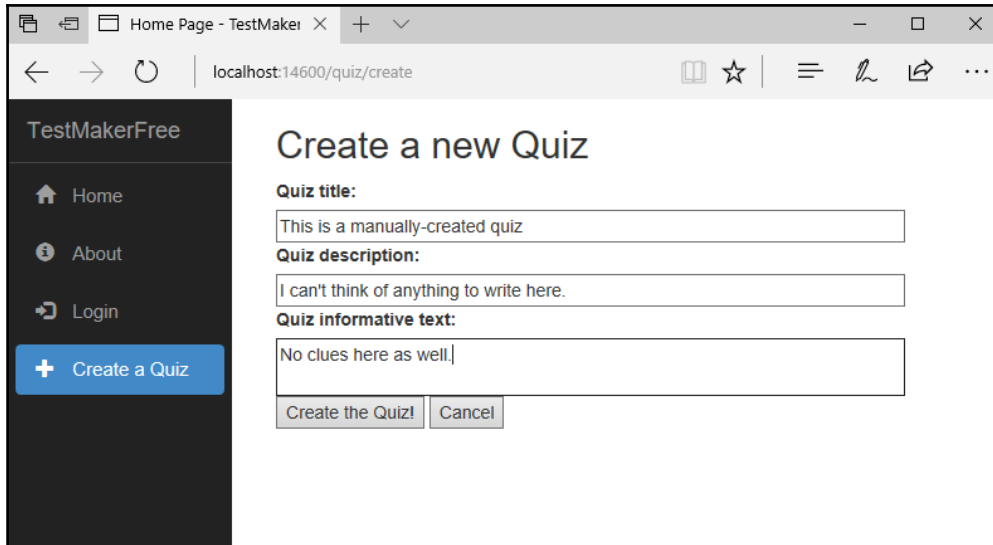 Home Page - TestMaker
localhost:14600/quiz/create
TestMakerFree
Home
About
Login
Create a Quiz
Create a new Quiz
Quiz title:
This is a manually-created quiz
Quiz description:
I can't think of anything to write here.
Quiz informative text:
No clues here as well.
Create the Quiz! Cancel